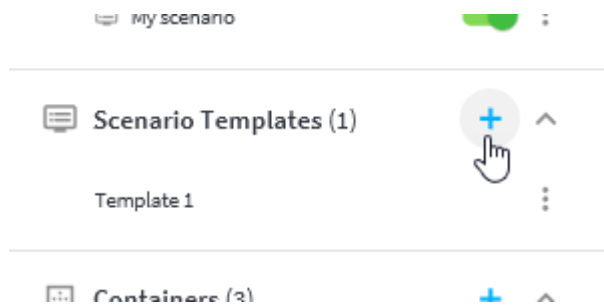 My scenario
Scenario Templates (1)
Template 1
Containers (3)